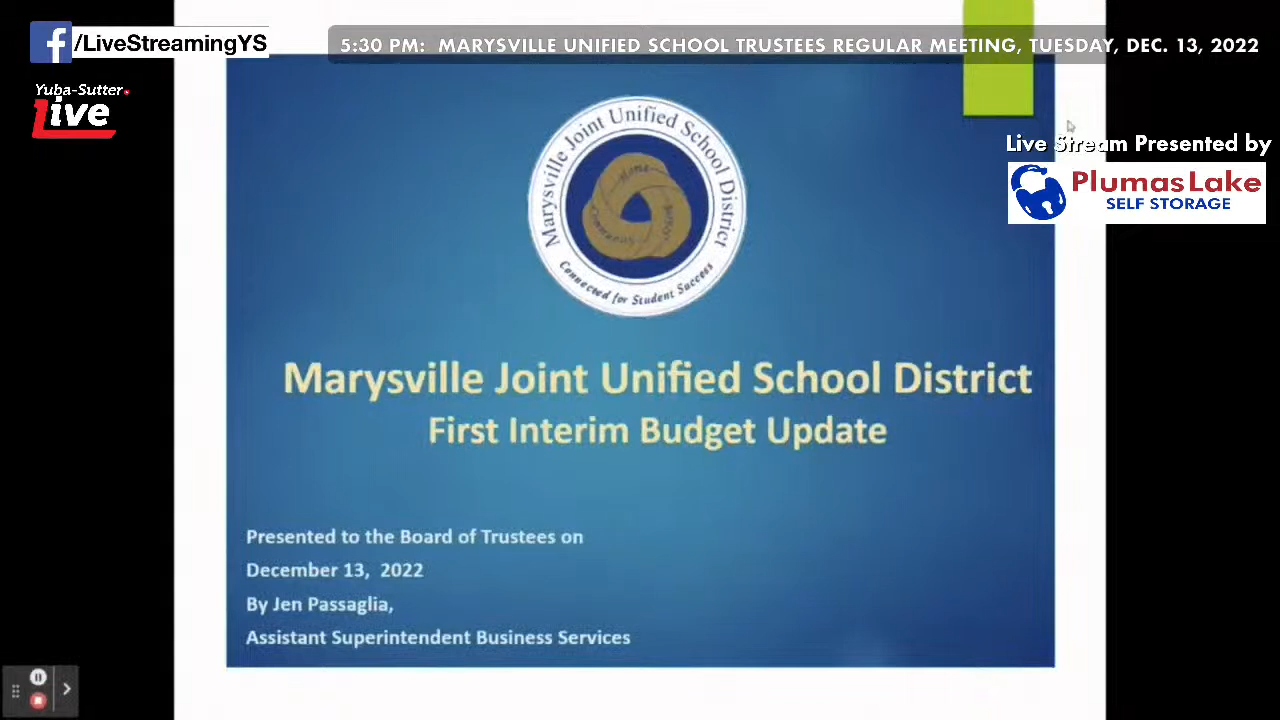 /LiveStreamingYS
5:30 PM: MARYSVILLE UNIFIED SCHOOL TRUSTEES REGULAR MEETING, TUESDAY, DEC. 13, 2022
Yuba-Sutter
Live
Live Stream Presented by
Plumas Lake
SELF STORAGE
Marysville Joint Unified School District
Home
Community
School
Connected for Student Success
Marysville Joint Unified School District
First Interim Budget Update
Presented to the Board of Trustees on
December 13, 2022
By Jen Passaglia,
Assistant Superintendent Business Services